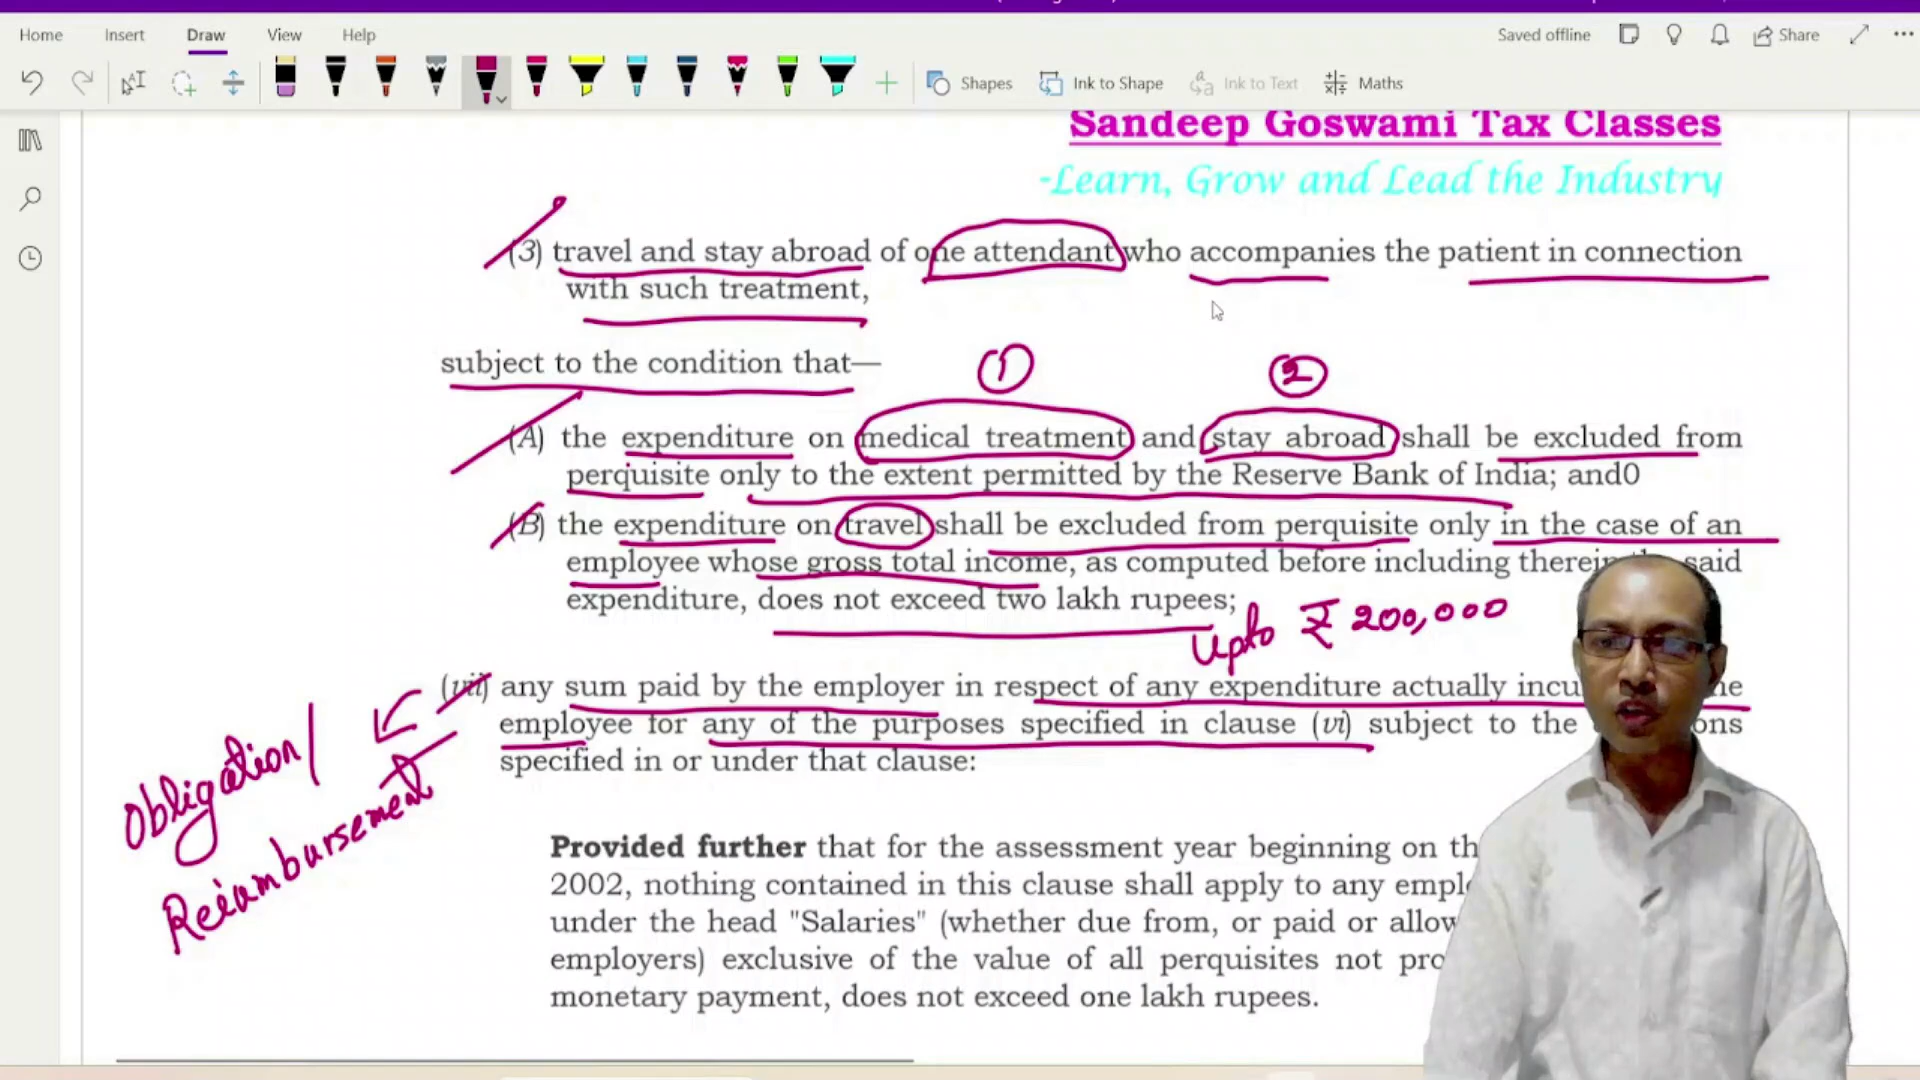 Home Insert Draw View Help Saved offline Share
Shapes Ink to Shape Ink to Text Maths
Sandeep Goswami Tax Classes
-Learn, Grow and Lead the Industry
(3) travel and stay abroad of one attendant who accompanies the patient in connection
with such treatment,
subject to the condition that—
1 2
(A) the expenditure on medical treatment and stay abroad shall be excluded from
perquisite only to the extent permitted by the Reserve Bank of India; and0
(B) the expenditure on travel shall be excluded from perquisite only in the case of an
employee whose gross total income, as computed before including therein the said
expenditure, does not exceed two lakh rupees;
Upto ₹ 200,000
(vii) any sum paid by the employer in respect of any expenditure actually
employee for any of the purposes specified in clause (vi) subject to the
specified in or under that clause:
Obligation/
Reiambursement
Provided further that for the assessment year beginning on
2002, nothing contained in this clause shall apply to any
under the head "Salaries" (whether due from, or paid or
employers) exclusive of the value of all perquisites not
monetary payment, does not exceed one lakh rupees.